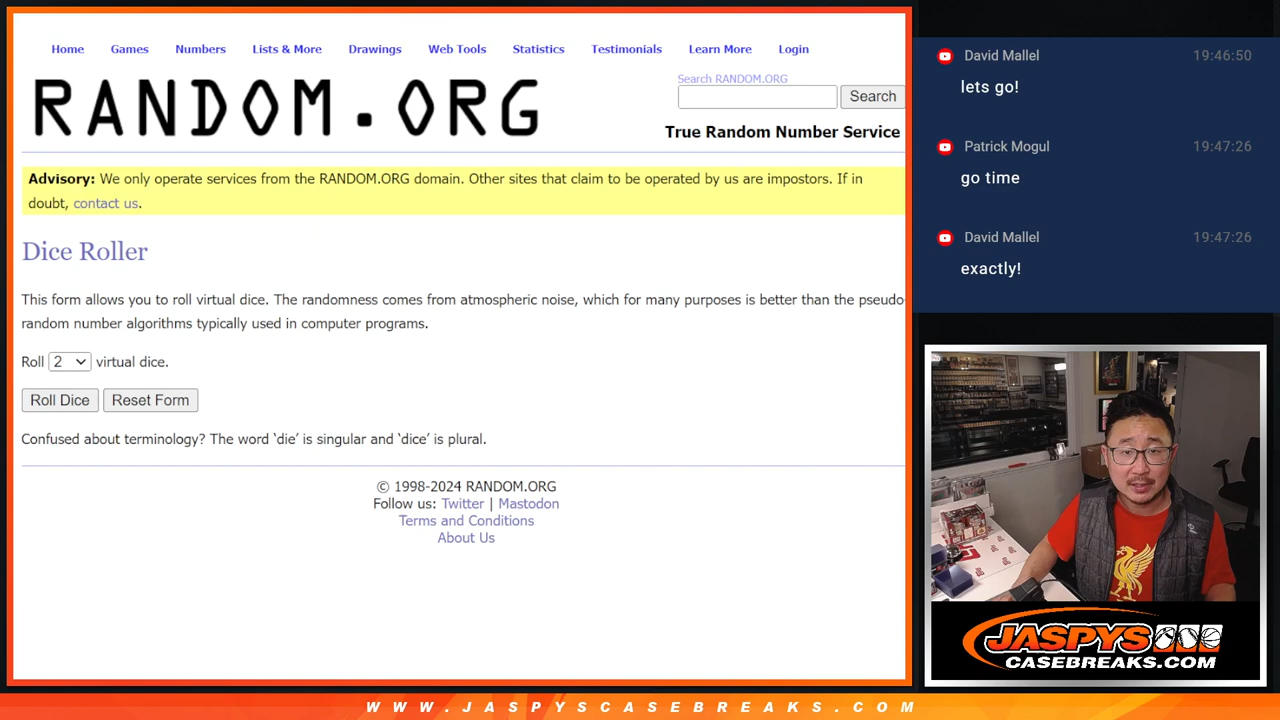 Home Games Numbers Lists & More Drawings Web Tools Statistics Testimonials Learn More Login
RANDOM.ORG
Search RANDOM.ORG
Search
True Random Number Service
Advisory: We only operate services from the RANDOM.ORG domain. Other sites that claim to be operated by us are impostors. If in
doubt, contact us.
Dice Roller
This form allows you to roll virtual dice. The randomness comes from atmospheric noise, which for many purposes is better than the pseudo-
random number algorithms typically used in computer programs.
Roll 2 virtual dice.
Roll Dice Reset Form
Confused about terminology? The word ‘die’ is singular and ‘dice’ is plural.
© 1998-2024 RANDOM.ORG
Follow us: Twitter | Mastodon
Terms and Conditions
About Us
David Mallel 19:46:50
lets go!
Patrick Mogul 19:47:26
go time
David Mallel 19:47:26
exactly!
JASPYS
CASEBREAKS.COM
WWW.JASPYSCASEBREAKS.COM